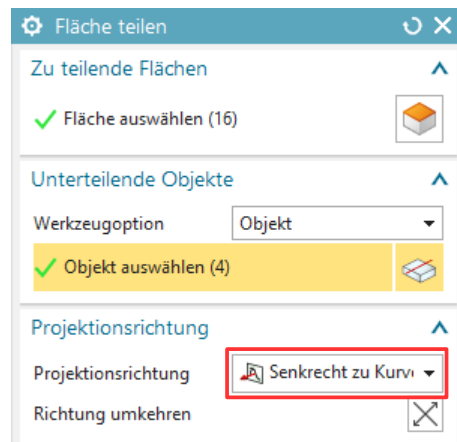 Fläche teilen
Zu teilende Flächen
Fläche auswählen (16)
Unterteilende Objekte
Werkzeugoption Objekt
Objekt auswählen (4)
Projektionsrichtung
Projektionsrichtung Senkrecht zu Kurv
Richtung umkehren